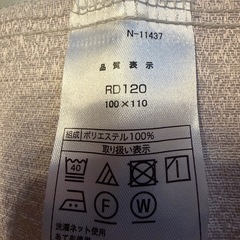 N-11437
品質表示
RD120
100×110
組成 ポリエステル100%
取り扱い表示
40
F W
洗濯ネット使用